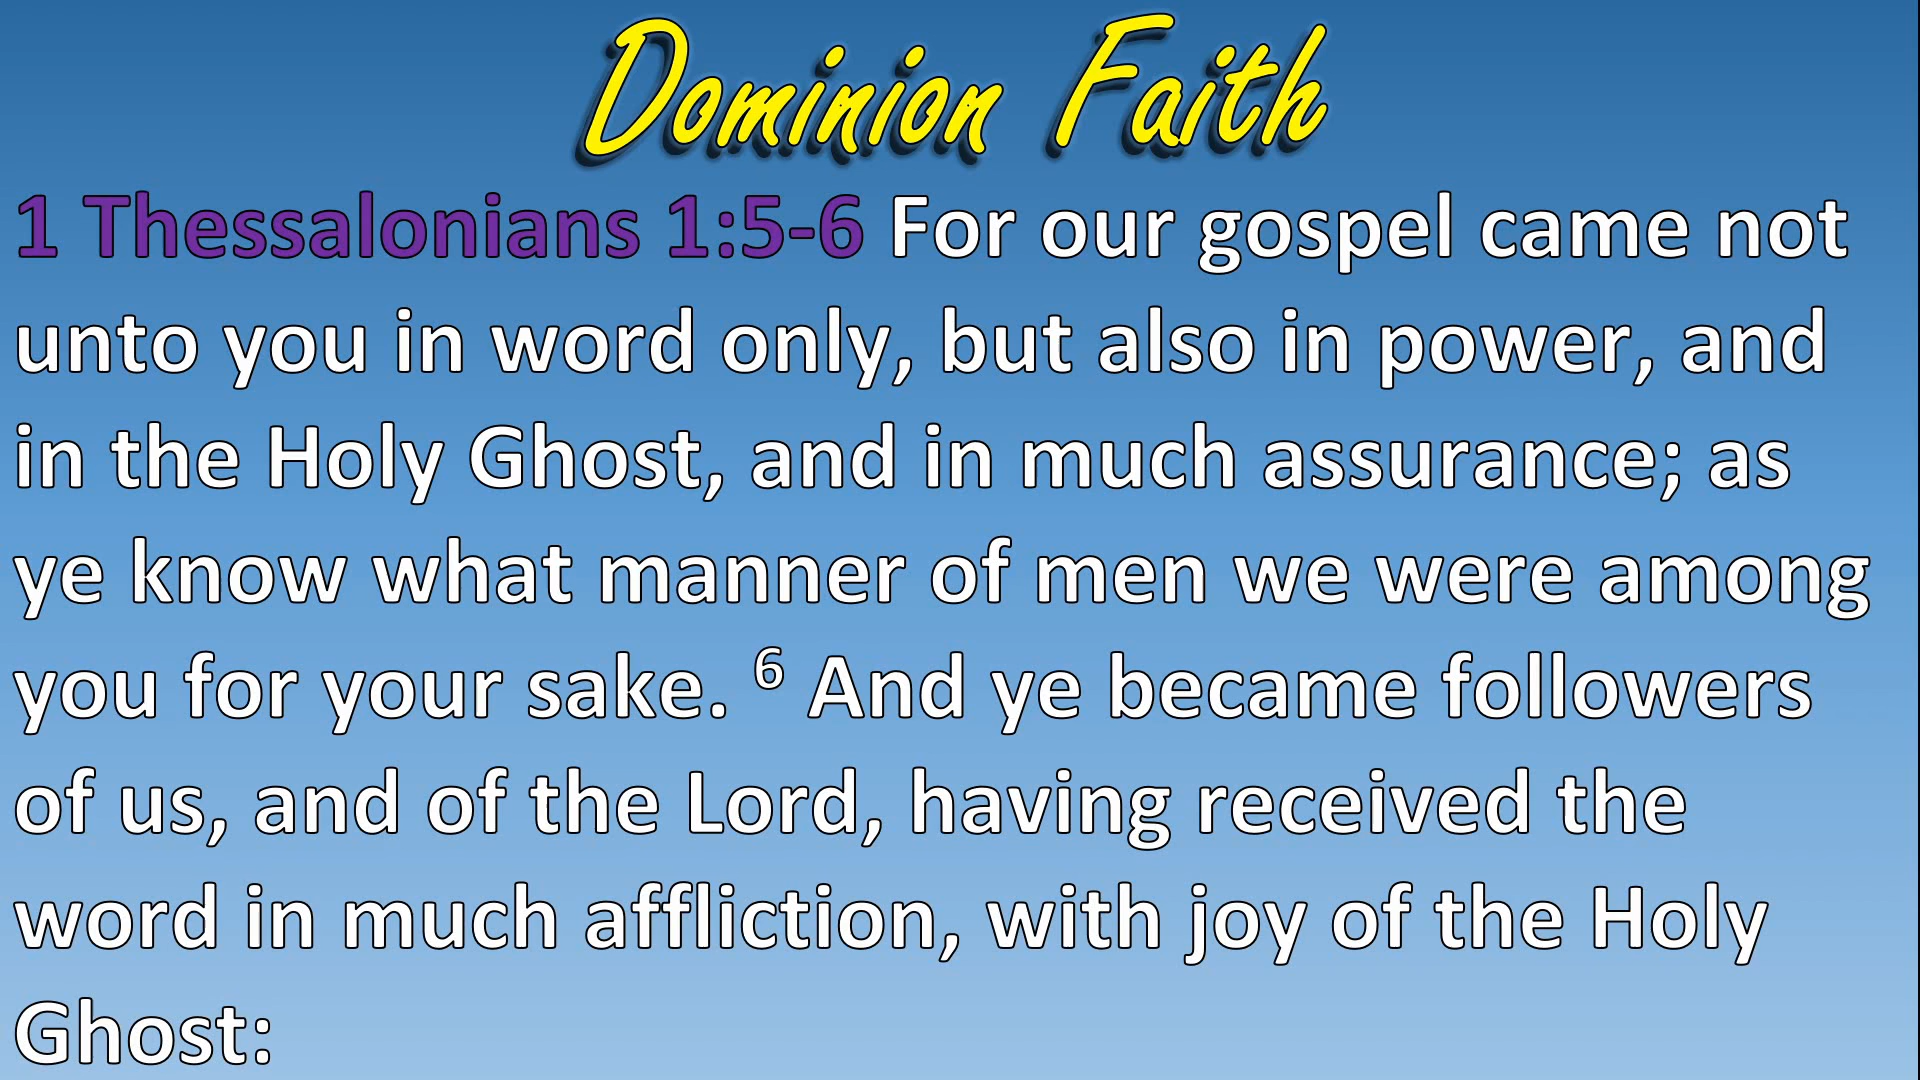 Dominion Faith
1 Thessalonians 1:5-6 For our gospel came not
unto you in word only, but also in power, and
in the Holy Ghost, and in much assurance; as
ye know what manner of men we were among
you for your sake. ⁶ And ye became followers
of us, and of the Lord, having received the
word in much affliction, with joy of the Holy
Ghost: